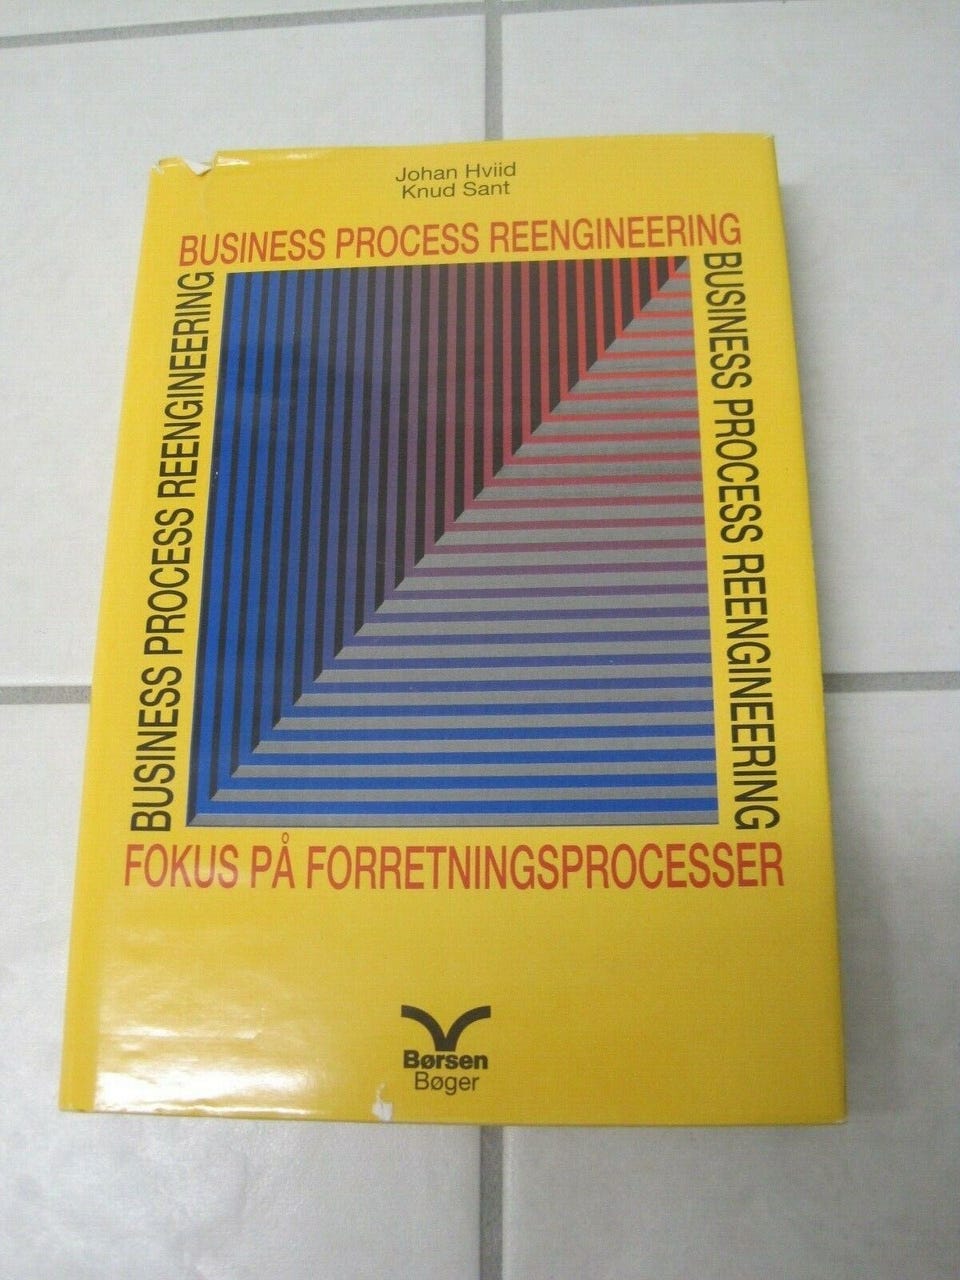 Johan Hviid
Knud Sant
BUSINESS PROCESS REENGINEERING
BUSINESS PROCESS REENGINEERING
BUSINESS PROCESS REENGINEERING
FOKUS PÅ FORRETNINGSPROCESSER
Børsen
Bøger